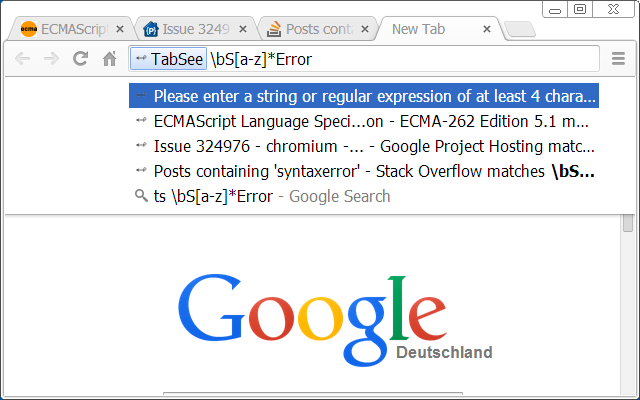 ECMAScript Issue 3249 Posts cont New Tab
TabSee \bS[a-z]*Error
Please enter a string or regular expression of at least 4 chara...
ECMAScript Language Speci...on - ECMA-262 Edition 5.1 m...
Issue 324976 - chromium -... - Google Project Hosting matc...
Posts containing 'syntaxerror' - Stack Overflow matches \bS...
ts \bS[a-z]*Error - Google Search
Google
Deutschland